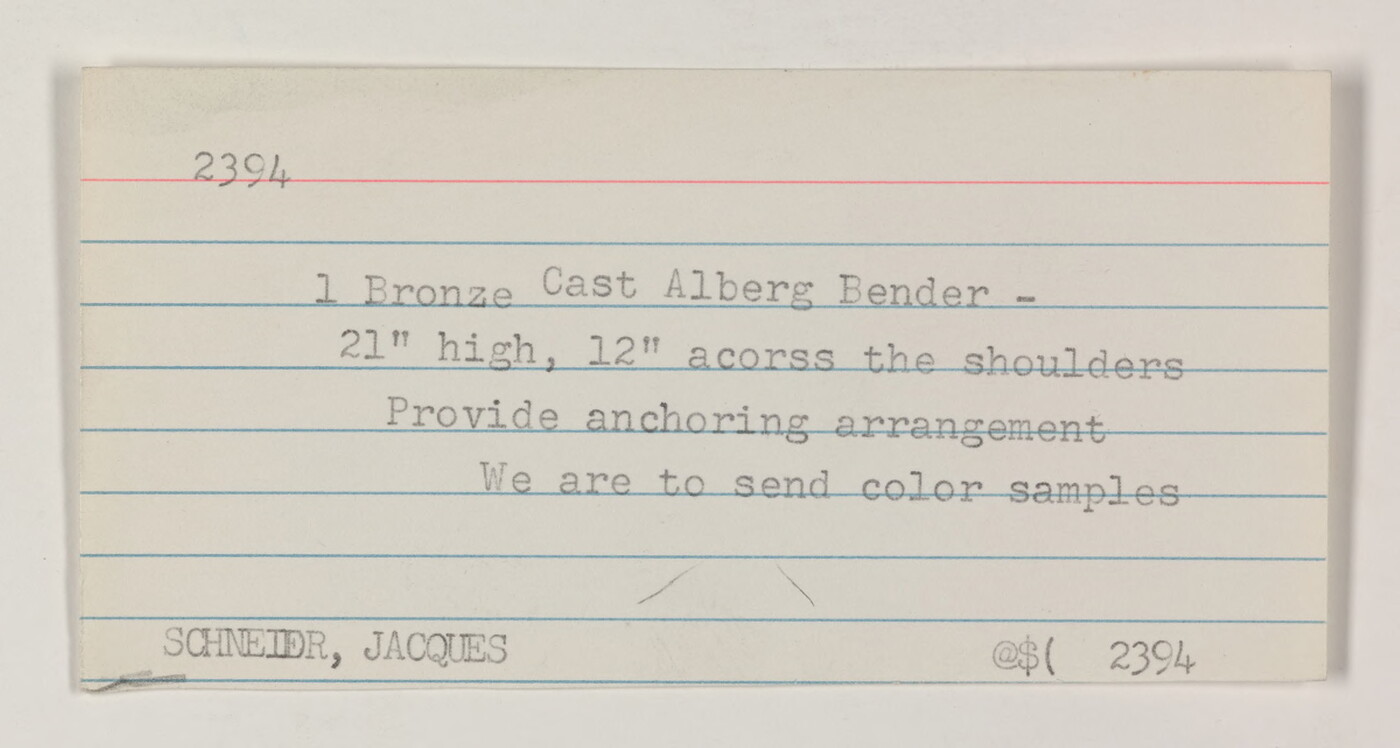 2394
1 Bronze Cast Alberg Bender -
21" high, 12" acorss the shoulders
Provide anchoring arrangement
We are to send color samples
SCHNEIDR, JACQUES @$( 2394